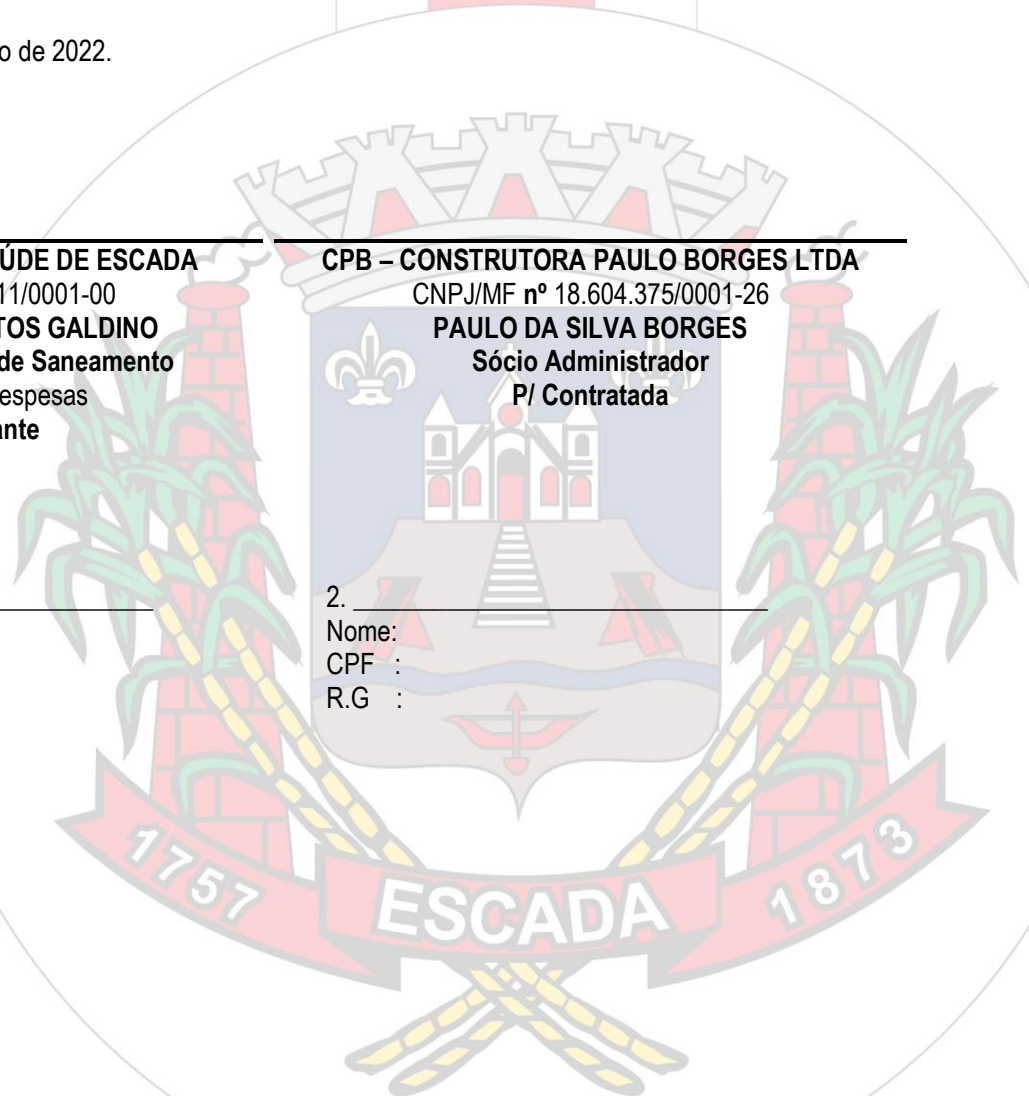 o de 2022.
ÚDE DE ESCADA
11/0001-00
TOS GALDINO
de Saneamento
espesas
ante
CPB – CONSTRUTORA PAULO BORGES LTDA
CNPJ/MF nº 18.604.375/0001-26
PAULO DA SILVA BORGES
Sócio Administrador
P/ Contratada
2. ______________________________
Nome:
CPF :
R.G :
1757 ESCADA 1873